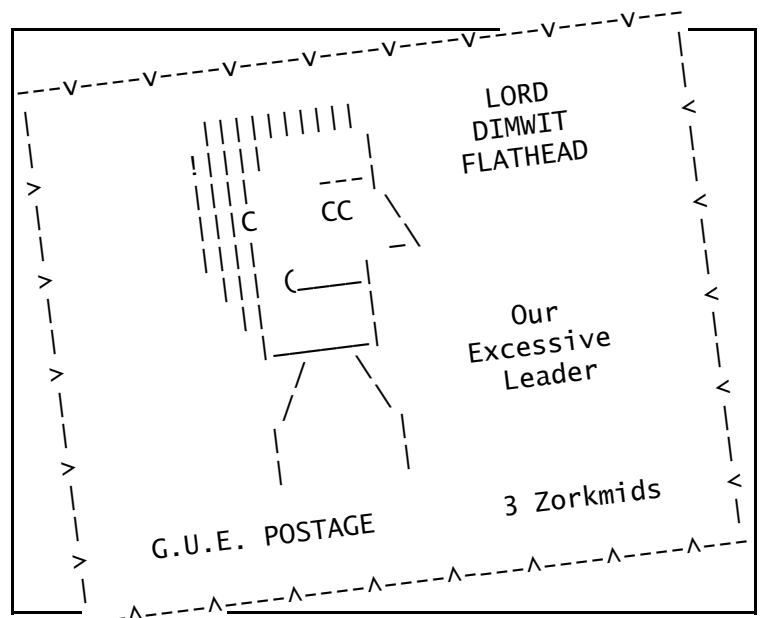 LORD
DIMWIT
FLATHEAD
Our
Excessive
Leader
3 Zorkmids
G.U.E. POSTAGE